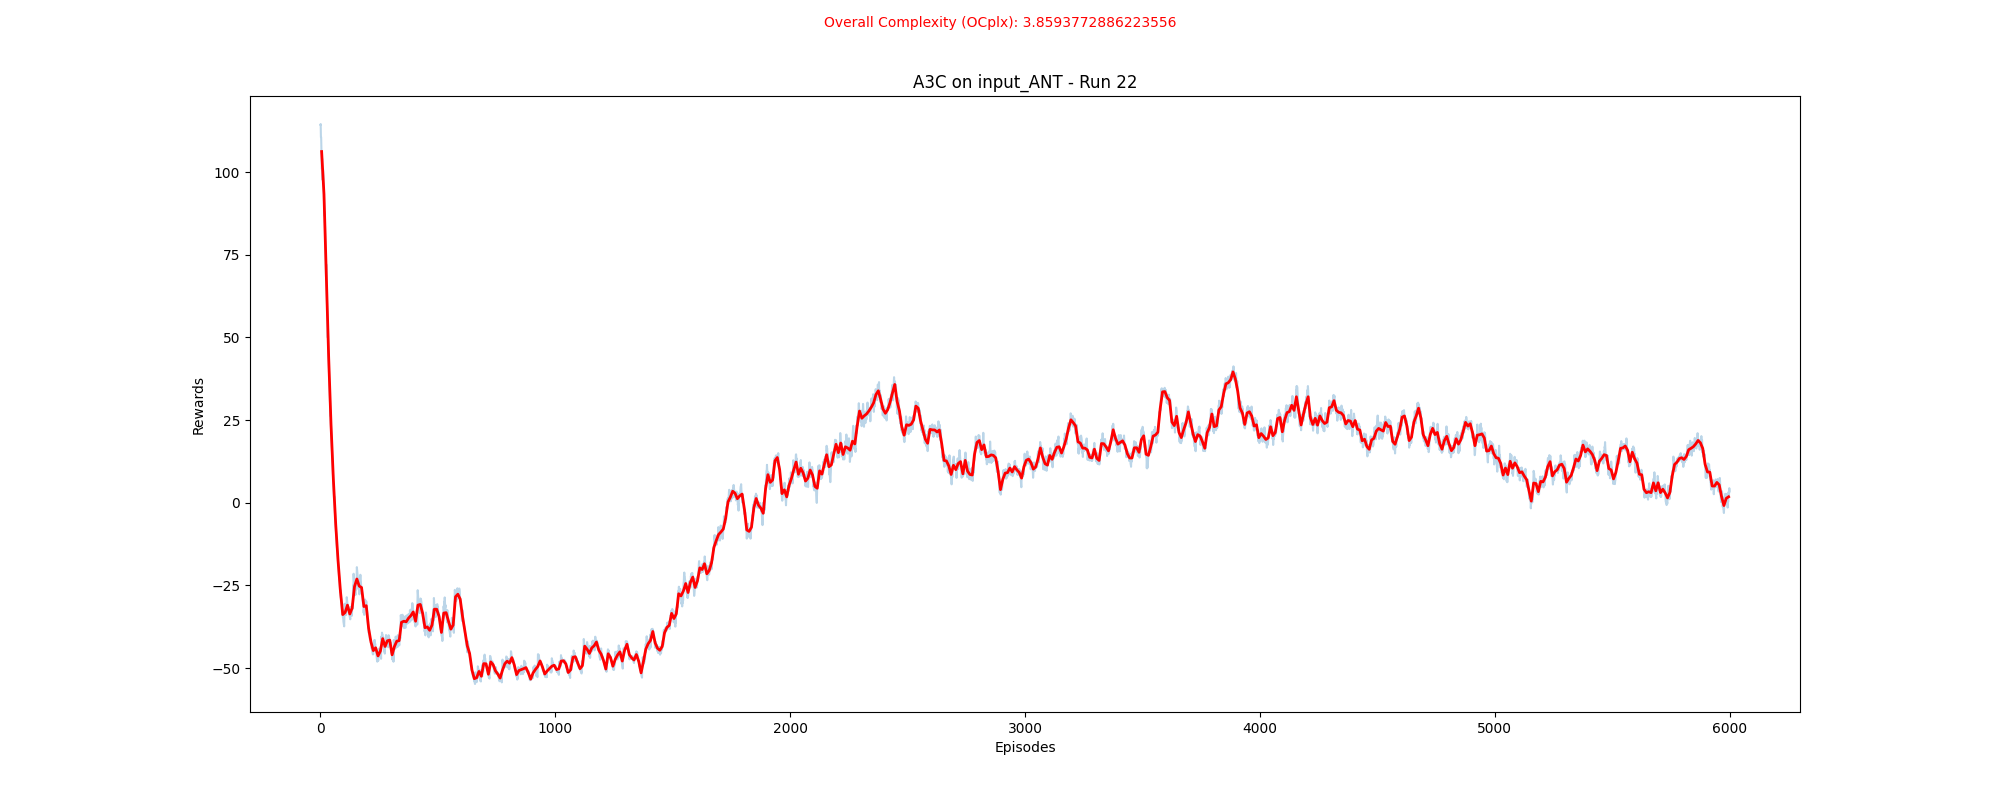 Overall Complexity (OCplx): 3.8593772886223556
A3C on input_ANT - Run 22
100
75
50
25
0
−25
−50
Rewards
0 1000 2000 3000 4000 5000 6000
Episodes